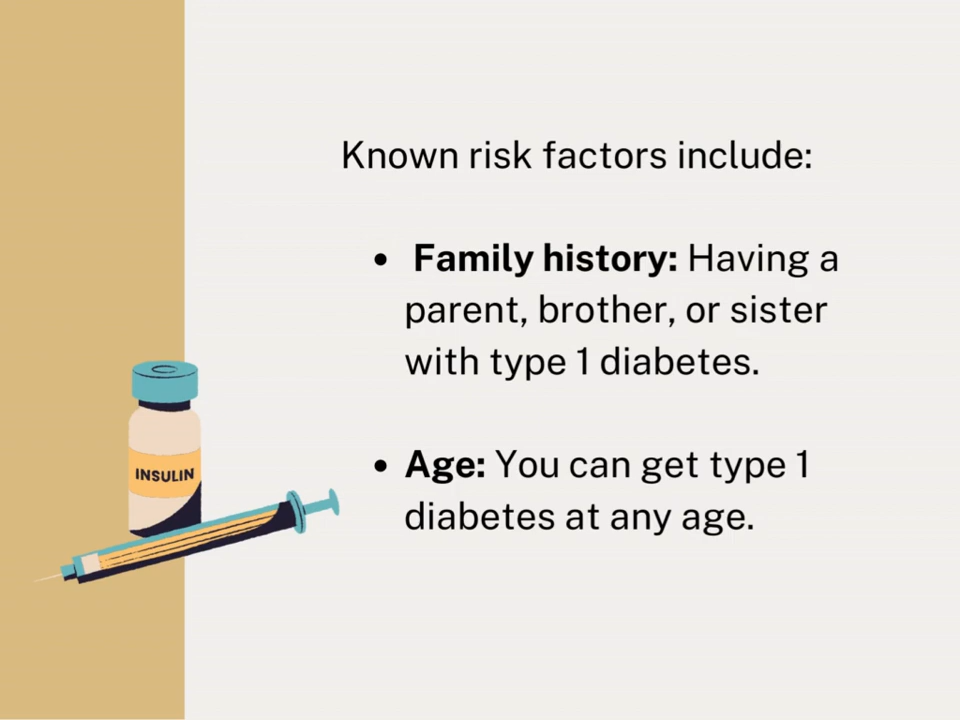 Known risk factors include:
• Family history: Having a
parent, brother, or sister
with type 1 diabetes.
• Age: You can get type 1
diabetes at any age.
INSULIN